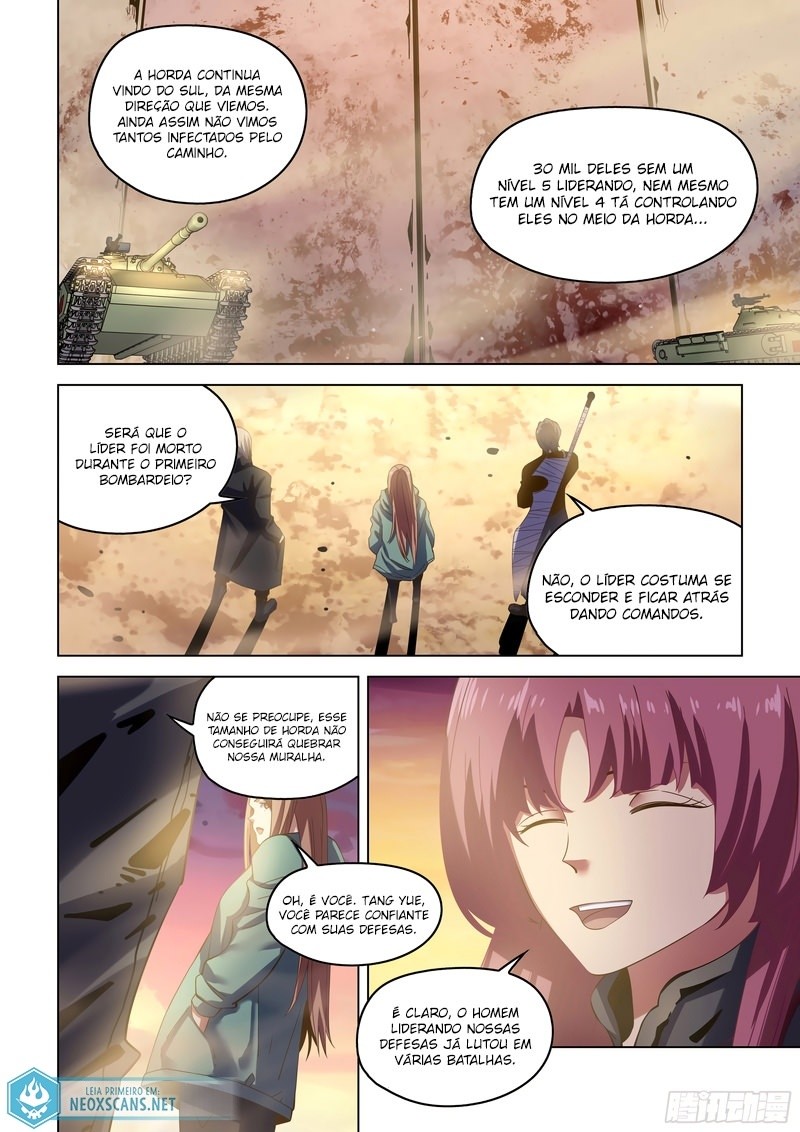 A HORDA CONTINUA
VINDO DO SUL, DA MESMA
DIREÇÃO QUE VIEMOS.
AINDA ASSIM NÃO VIMOS
TANTOS INFECTADOS PELO
CAMINHO.
30 MIL DELES SEM UM
NÍVEL 5 LIDERANDO, NEM MESMO
TEM UM NÍVEL 4 TÁ CONTROLANDO
ELES NO MEIO DA HORDA...
SERÁ QUE O
LÍDER FOI MORTO
DURANTE O PRIMEIRO
BOMBARDEIO?
NÃO, O LÍDER COSTUMA SE
ESCONDER E FICAR ATRÁS
DANDO COMANDOS.
NÃO SE PREOCUPE, ESSE
TAMANHO DE HORDA NÃO
CONSEGUIRÁ QUEBRAR
NOSSA MURALHA.
OH, É VOCÊ. TANG YUE,
VOCÊ PARECE CONFIANTE
COM SUAS DEFESAS.
É CLARO, O HOMEM
LIDERANDO NOSSAS
DEFESAS JÁ LUTOU EM
VÁRIAS BATALHAS.
LEIA PRIMEIRO EM:
NEOXSCANS.NET
腾讯动漫